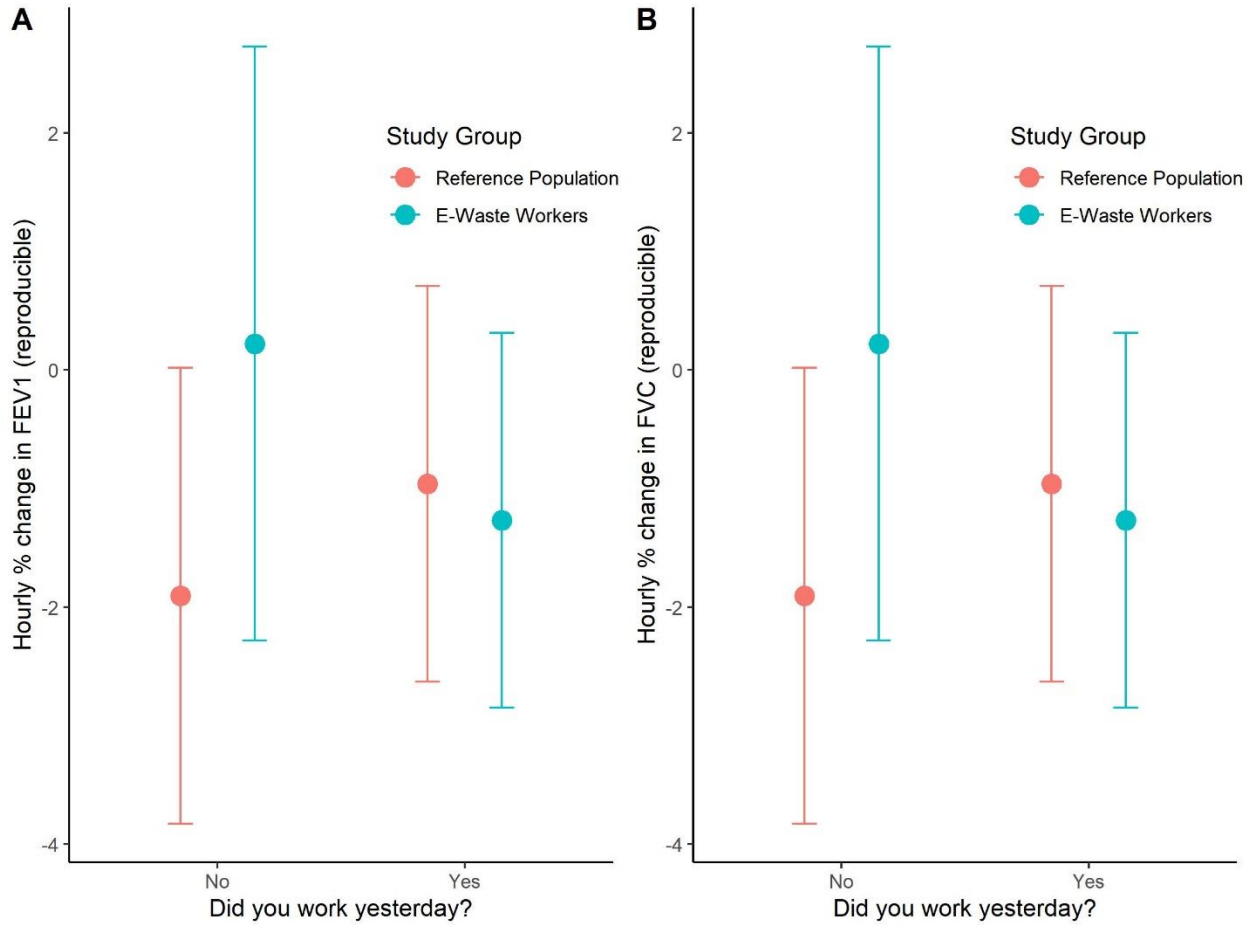 A
Hourly % change in FEV1 (reproducible)
2
0
-2
-4
Study Group
Reference Population
E-Waste Workers
No
Yes
Did you work yesterday?
B
Hourly % change in FVC (reproducible)
2
0
-2
-4
Study Group
Reference Population
E-Waste Workers
No
Yes
Did you work yesterday?